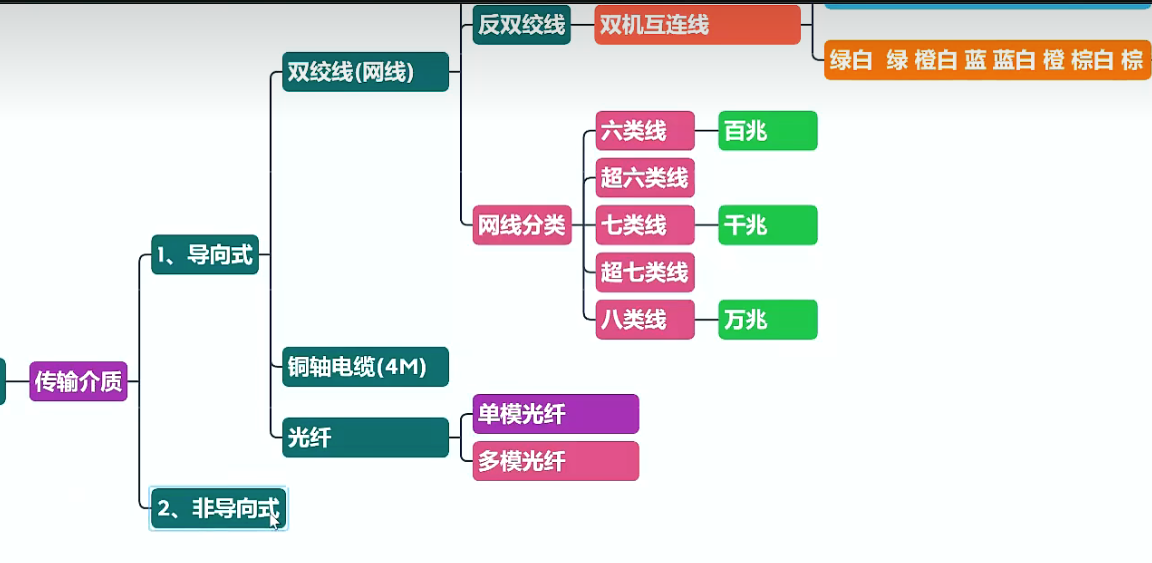 反双绞线
双机互连线
双绞线(网线)
绿白 绿 橙白 蓝 蓝白 橙 棕白 棕
六类线
百兆
超六类线
网线分类
七类线
千兆
1、导向式
超七类线
八类线
万兆
铜轴电缆(4M)
传输介质
单模光纤
光纤
多模光纤
2、非导向式